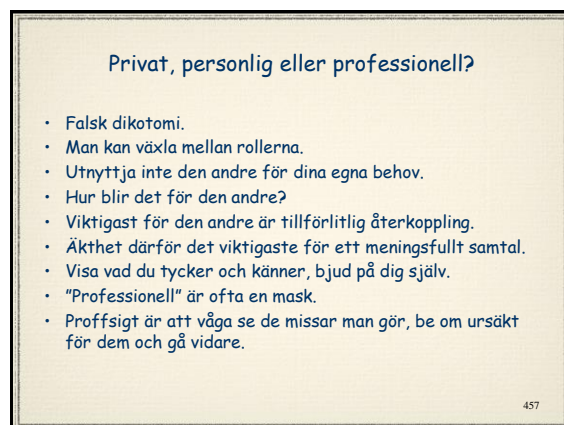 Privat, personlig eller professionell?
• Falsk dikotomi.
• Man kan växla mellan rollerna.
• Utnyttja inte den andre för dina egna behov.
• Hur blir det för den andre?
• Viktigast för den andre är tillförlitlig återkoppling.
• Äkthet därför det viktigaste för ett meningsfullt samtal.
• Visa vad du tycker och känner, bjud på dig själv.
• ”Professionell” är ofta en mask.
• Proffsigt är att våga se de missar man gör, be om ursäkt
för dem och gå vidare.
457